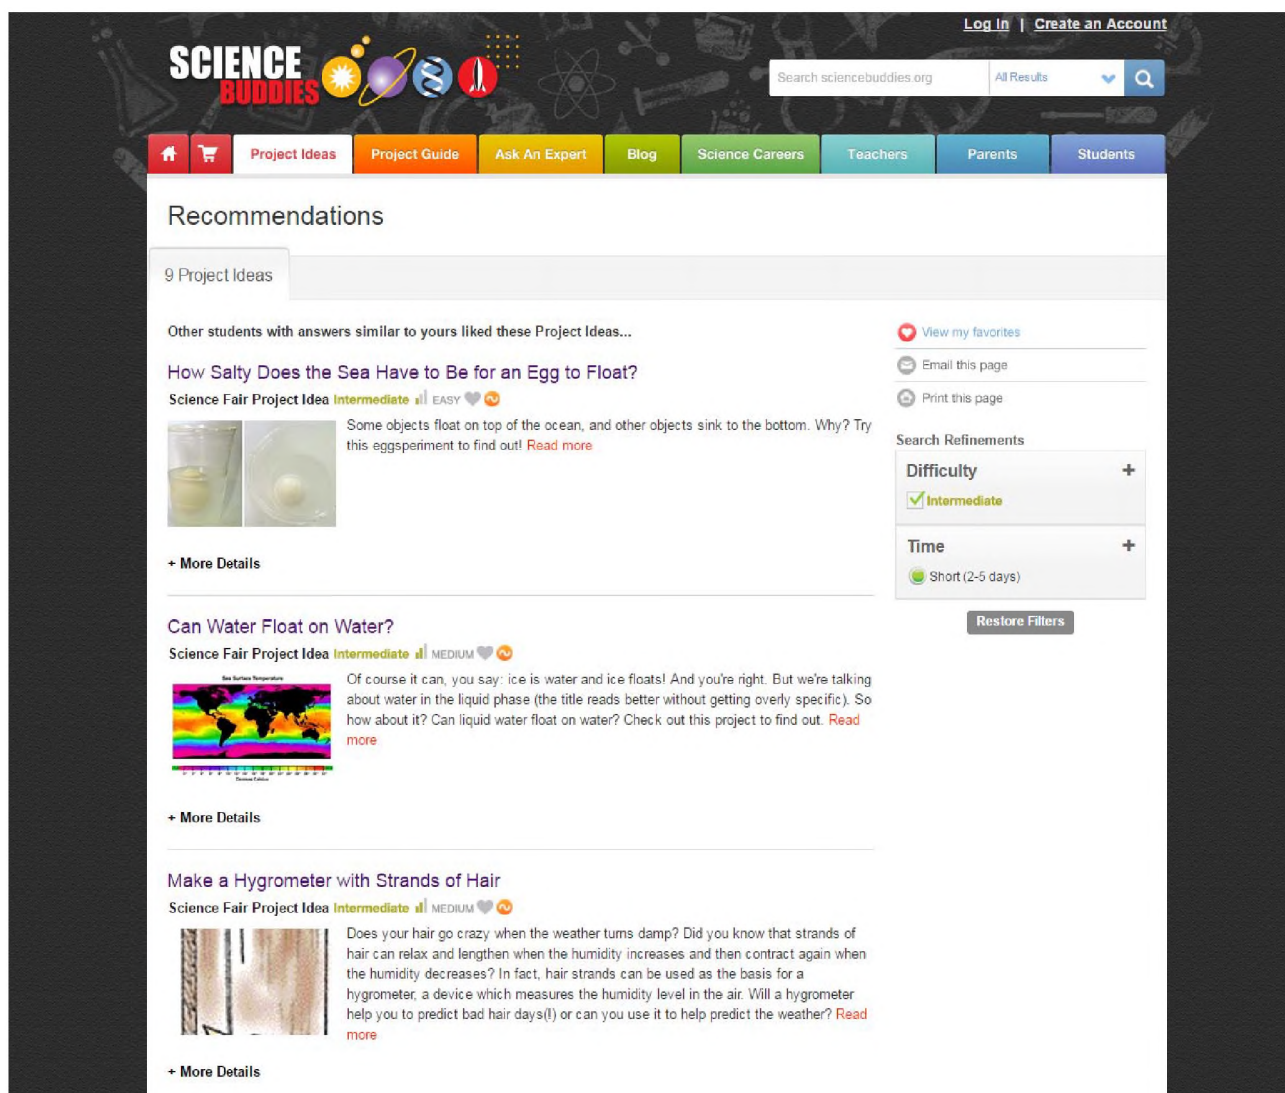 Log In | Create an Account
SCIENCE
BUDDIES
Search sciencebuddies.org
All Results
Project Ideas
Project Guide
Ask An Expert
Blog
Science Careers
Teachers
Parents
Students
Recommendations
9 Project Ideas
Other students with answers similar to yours liked these Project Ideas...
How Salty Does the Sea Have to Be for an Egg to Float?
Science Fair Project Idea Intermediate EASY
Some objects float on top of the ocean, and other objects sink to the bottom. Why? Try
this eggsperiment to find out! Read more
+ More Details
Can Water Float on Water?
Science Fair Project Idea Intermediate MEDIUM
Sea Surface Temperature
Of course it can, you say: ice is water and ice floats! And you're right. But we're talking
about water in the liquid phase (the title reads better without getting overly specific). So
how about it? Can liquid water float on water? Check out this project to find out. Read
more
Degrees Celsius
+ More Details
Make a Hygrometer with Strands of Hair
Science Fair Project Idea Intermediate MEDIUM
Does your hair go crazy when the weather turns damp? Did you know that strands of
hair can relax and lengthen when the humidity increases and then contract again when
the humidity decreases? In fact, hair strands can be used as the basis for a
hygrometer, a device which measures the humidity level in the air. Will a hygrometer
help you to predict bad hair days(!) or can you use it to help predict the weather? Read
more
+ More Details
View my favorites
Email this page
Print this page
Search Refinements
Difficulty +
Intermediate
Time +
Short (2-5 days)
Restore Filters